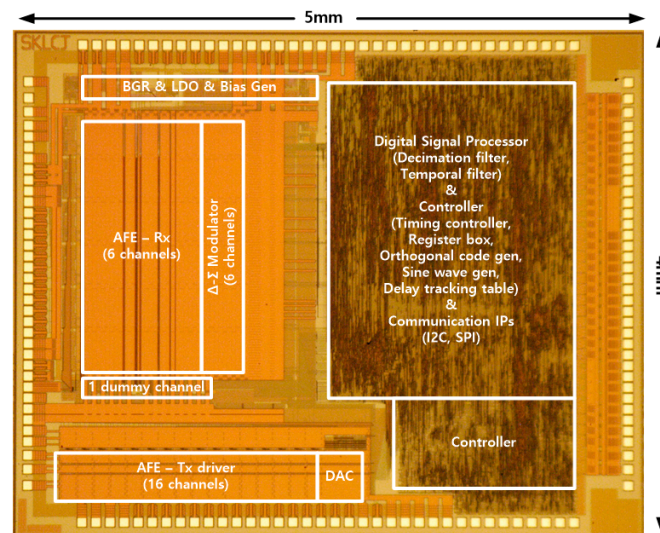 5mm
SKLCT
BGR & LDO & Bias Gen
AFE – Rx
(6 channels)
Δ-Σ Modulator
(6 channels)
1 dummy channel
AFE – Tx driver
(16 channels)
DAC
Digital Signal Processor
(Decimation filter,
Temporal filter)
&
Controller
(Timing controller,
Register box,
Orthogonal code gen,
Sine wave gen,
Delay tracking table)
&
Communication IPs
(I2C, SPI)
Controller